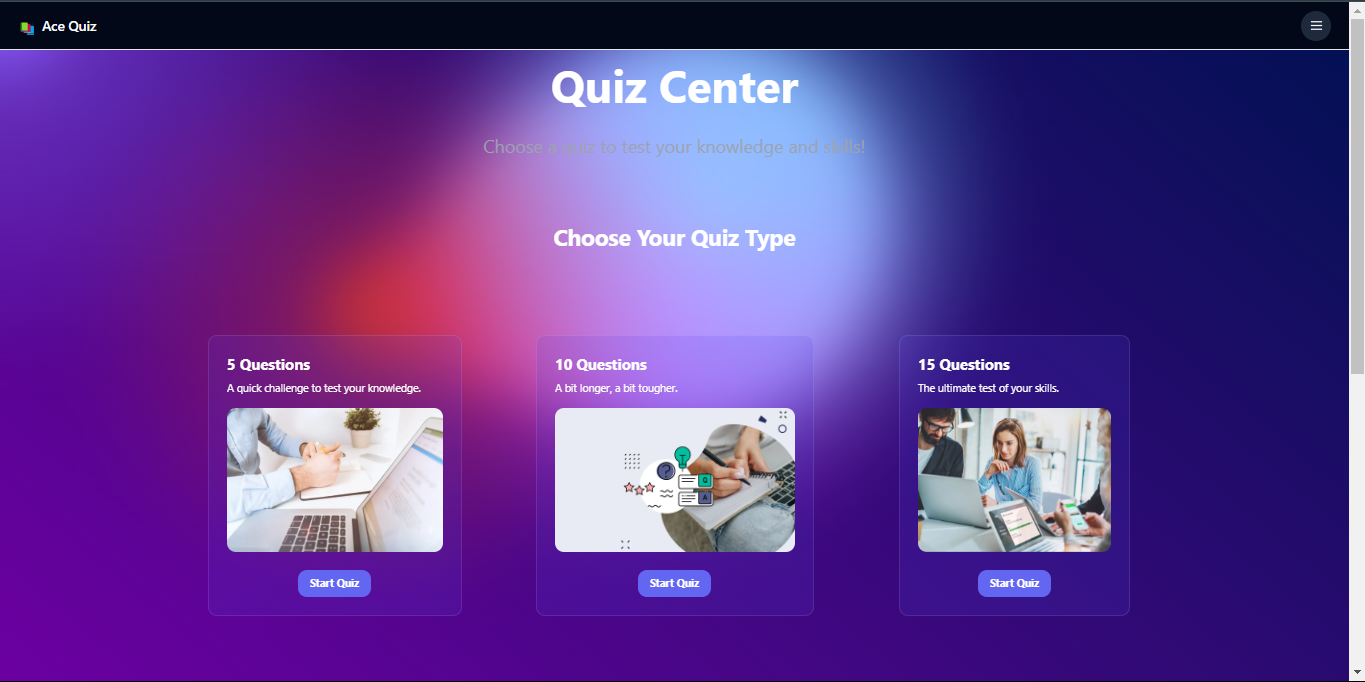 Ace Quiz
Quiz Center
Choose a quiz to test your knowledge and skills!
Choose Your Quiz Type
5 Questions
A quick challenge to test your knowledge.
Start Quiz
10 Questions
A bit longer, a bit tougher.
?
Q
A
Start Quiz
15 Questions
The ultimate test of your skills.
Start Quiz